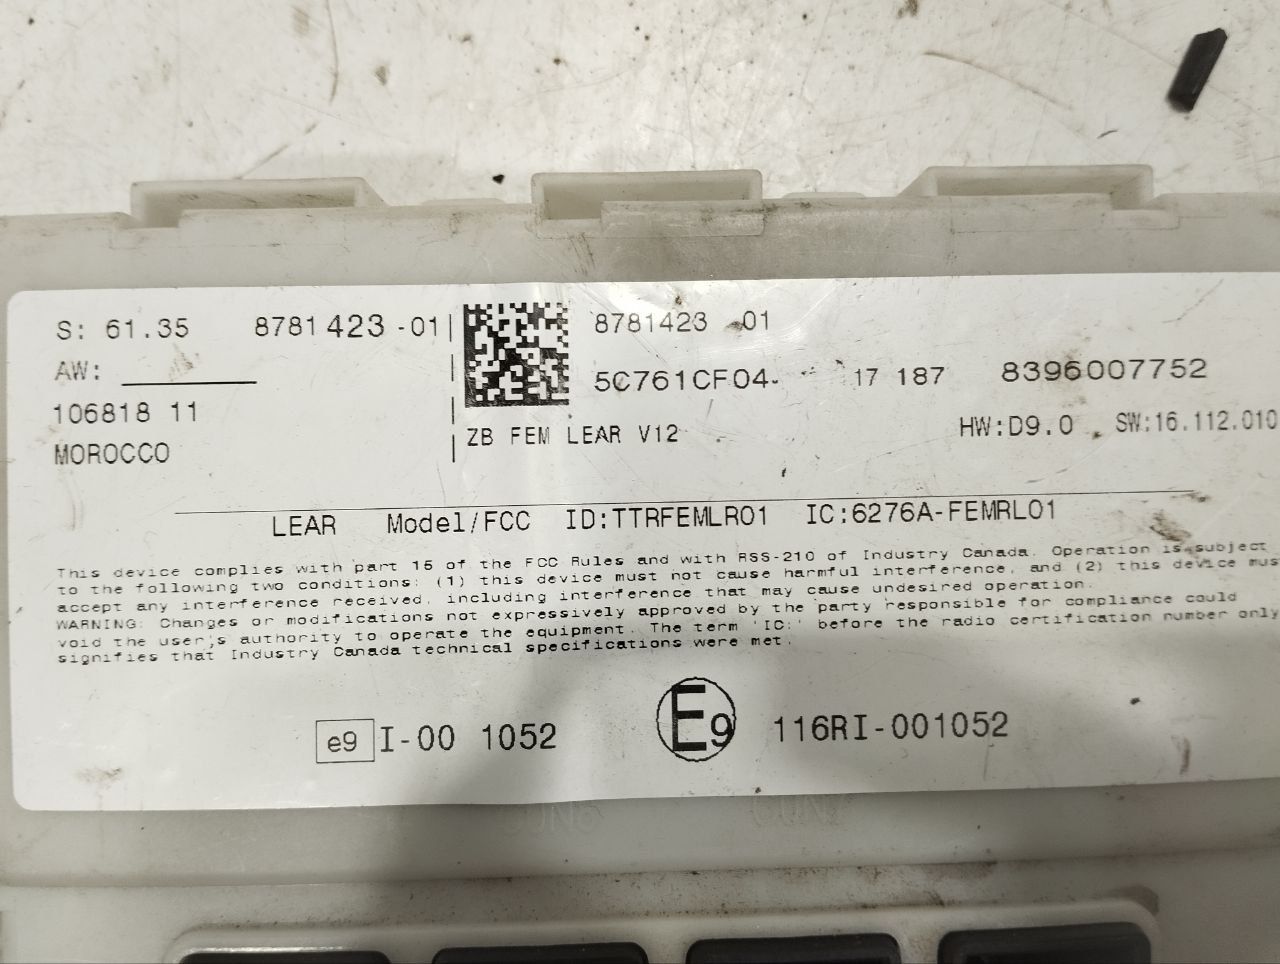 S: 61.35 8781423-01
AW:
106818 11
MOROCCO
8781423 01
5C761CF04 17 187 8396007752
ZB FEM LEAR V12
HW:D9.0 SW:16.112.010
LEAR Model/FCC ID:TTRFEMLR01 IC:6276A-FEMRL01
This device complies with part 15 of the FCC Rules and with RSS-210 of Industry Canada. Operation is subject
to the following two conditions: (1) this device must not cause harmful interference, and (2) this device mus
accept any interference received, including interference that may cause undesired operation.
WARNING: Changes or modifications not expressively approved by the party responsible for compliance could
void the user's authority to operate the equipment. The term 'IC:' before the radio certification number only
signifies that Industry Canada technical specifications were met.
e9 I-00 1052
E9 116RI-001052